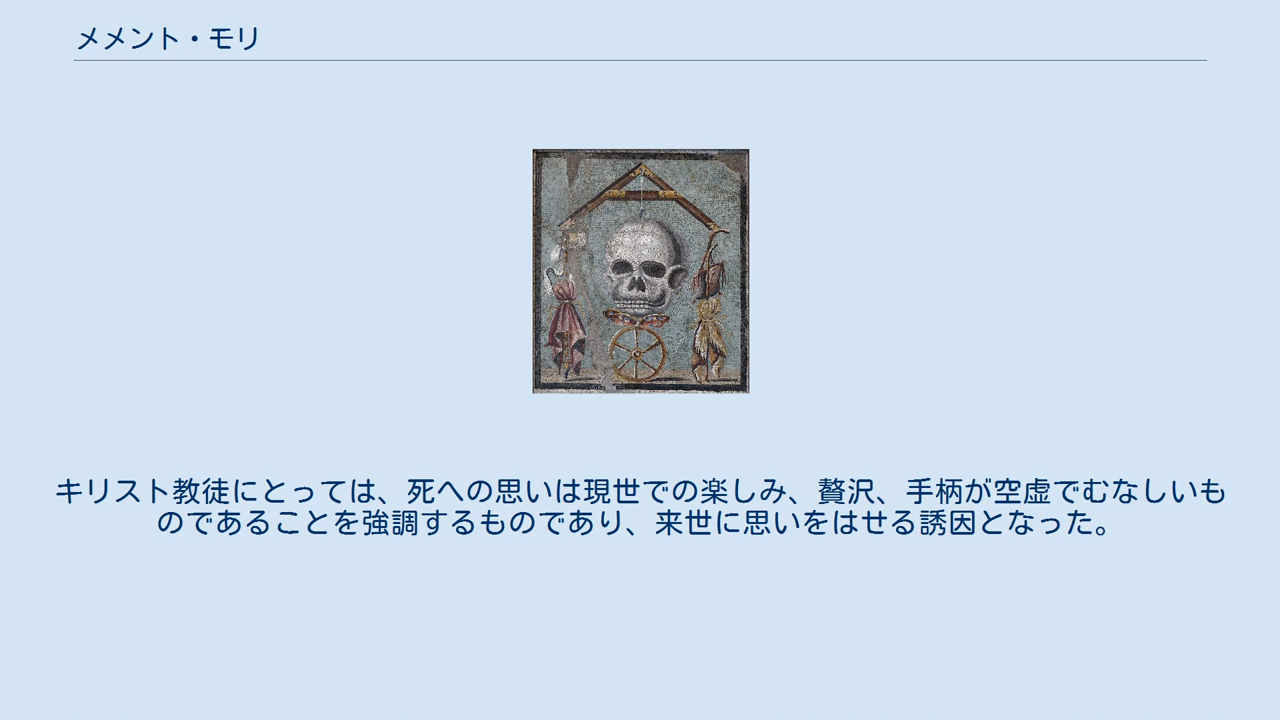 メメント・モリ
キリスト教徒にとっては、死への思いは現世での楽しみ、贅沢、手柄が空虚でむなしいも
のであることを強調するものであり、来世に思いをはせる誘因となった。